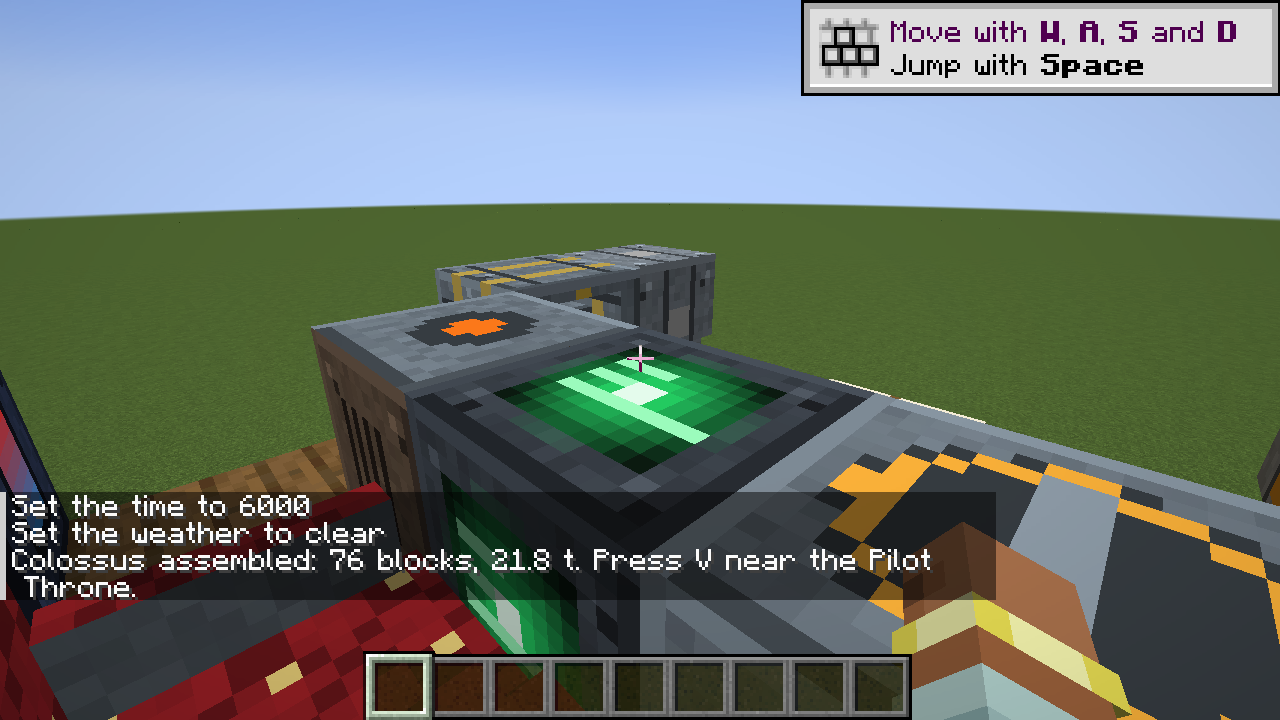 Move with W, A, S and D
Jump with Space
Set the time to 6000
Set the weather to clear
Colossus assembled: 76 blocks, 21.8 t. Press V near the Pilot
Throne.